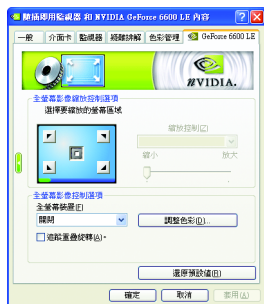 隨插即用監視器 和 NVIDIA GeForce 6600 LE 內容
一般 介面卡 監視器 疑難排解 色彩管理 GeForce 6600 LE
NVIDIA.
全螢幕影像縮放控制選項
選擇要縮放的螢幕區域
縮放控制(Z)
縮小 放大
全螢幕影像控制選項
全螢幕裝置(F)
關閉
調整色彩(D)...
追蹤重疊旋轉(A)。
還原預設值(R)
確定 取消 套用(A)